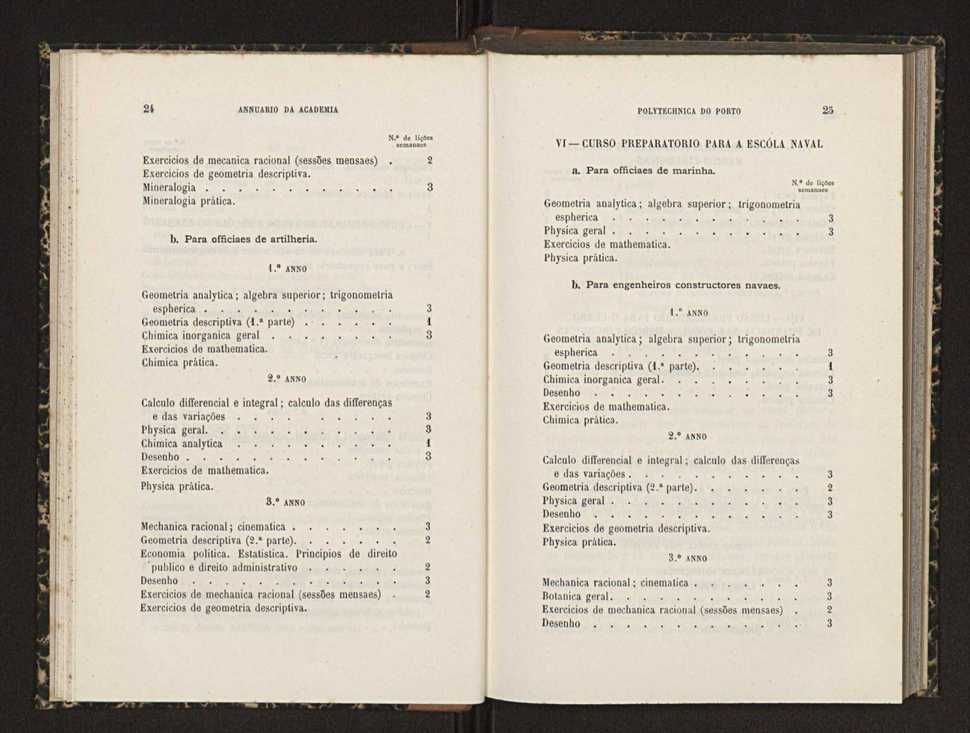 24 ANNUARIO DA ACADEMIA
N.º de lições
semanaes
Exercicios de mecanica racional (sessões mensaes) . 2
Exercicios de geometria descriptiva.
Mineralogia . . . . . . . . . . . . 3
Mineralogia prática.
b. Para officiaes de artilheria.
1.º ANNO
Geometria analytica; algebra superior; trigonometria
espherica . . . . . . . . . . . . 3
Geometria descriptiva (1.ª parte) . . . . . . 1
Chimica inorganica geral . . . . . . . . 3
Exercicios de mathematica.
Chimica prática.
2.º ANNO
Calculo differencial e integral; calculo das differenças
e das variações . . . . . . . . . . 3
Physica geral. . . . . . . . . . . . 3
Chimica analytica . . . . . . . . . . 1
Desenho . . . . . . . . . . . . . 3
Exercicios de mathematica.
Physica prática.
3.º ANNO
Mechanica racional; cinematica . . . . . . . 3
Geometria descriptiva (2.ª parte). . . . . . . 2
Economia politica. Estatistica. Principios de direito
publico e direito administrativo . . . . . . 2
Desenho . . . . . . . . . . . . . 3
Exercicios de mechanica racional (sessões mensaes) . 2
Exercicios de geometria descriptiva.
POLYTECHNICA DO PORTO 25
VI — CURSO PREPARATORIO PARA A ESCÓLA NAVAL
a. Para officiaes de marinha.
N.º de lições
semanaes
Geometria analytica; algebra superior; trigonometria
espherica . . . . . . . . . . . . 3
Physica geral . . . . . . . . . . . . 3
Exercicios de mathematica.
Physica prática.
b. Para engenheiros constructores navaes.
1.º ANNO
Geometria analytica; algebra superior; trigonometria
espherica . . . . . . . . . . . . 3
Geometria descriptiva (1.ª parte). . . . . . . 1
Chimica inorganica geral. . . . . . . . . 3
Desenho . . . . . . . . . . . . . 3
Exercicios de mathematica.
Chimica prática.
2.º ANNO
Calculo differencial e integral; calculo das differenças
e das variações . . . . . . . . . . . 3
Geometria descriptiva (2.ª parte). . . . . . . 2
Physica geral . . . . . . . . . . . . 3
Desenho . . . . . . . . . . . . . 3
Exercicios de geometria descriptiva.
Physica prática.
3.º ANNO
Mechanica racional; cinematica . . . . . . . 3
Botanica geral. . . . . . . . . . . . 3
Exercicios de mechanica racional (sessões mensaes) . 2
Desenho . . . . . . . . . . . . . 3